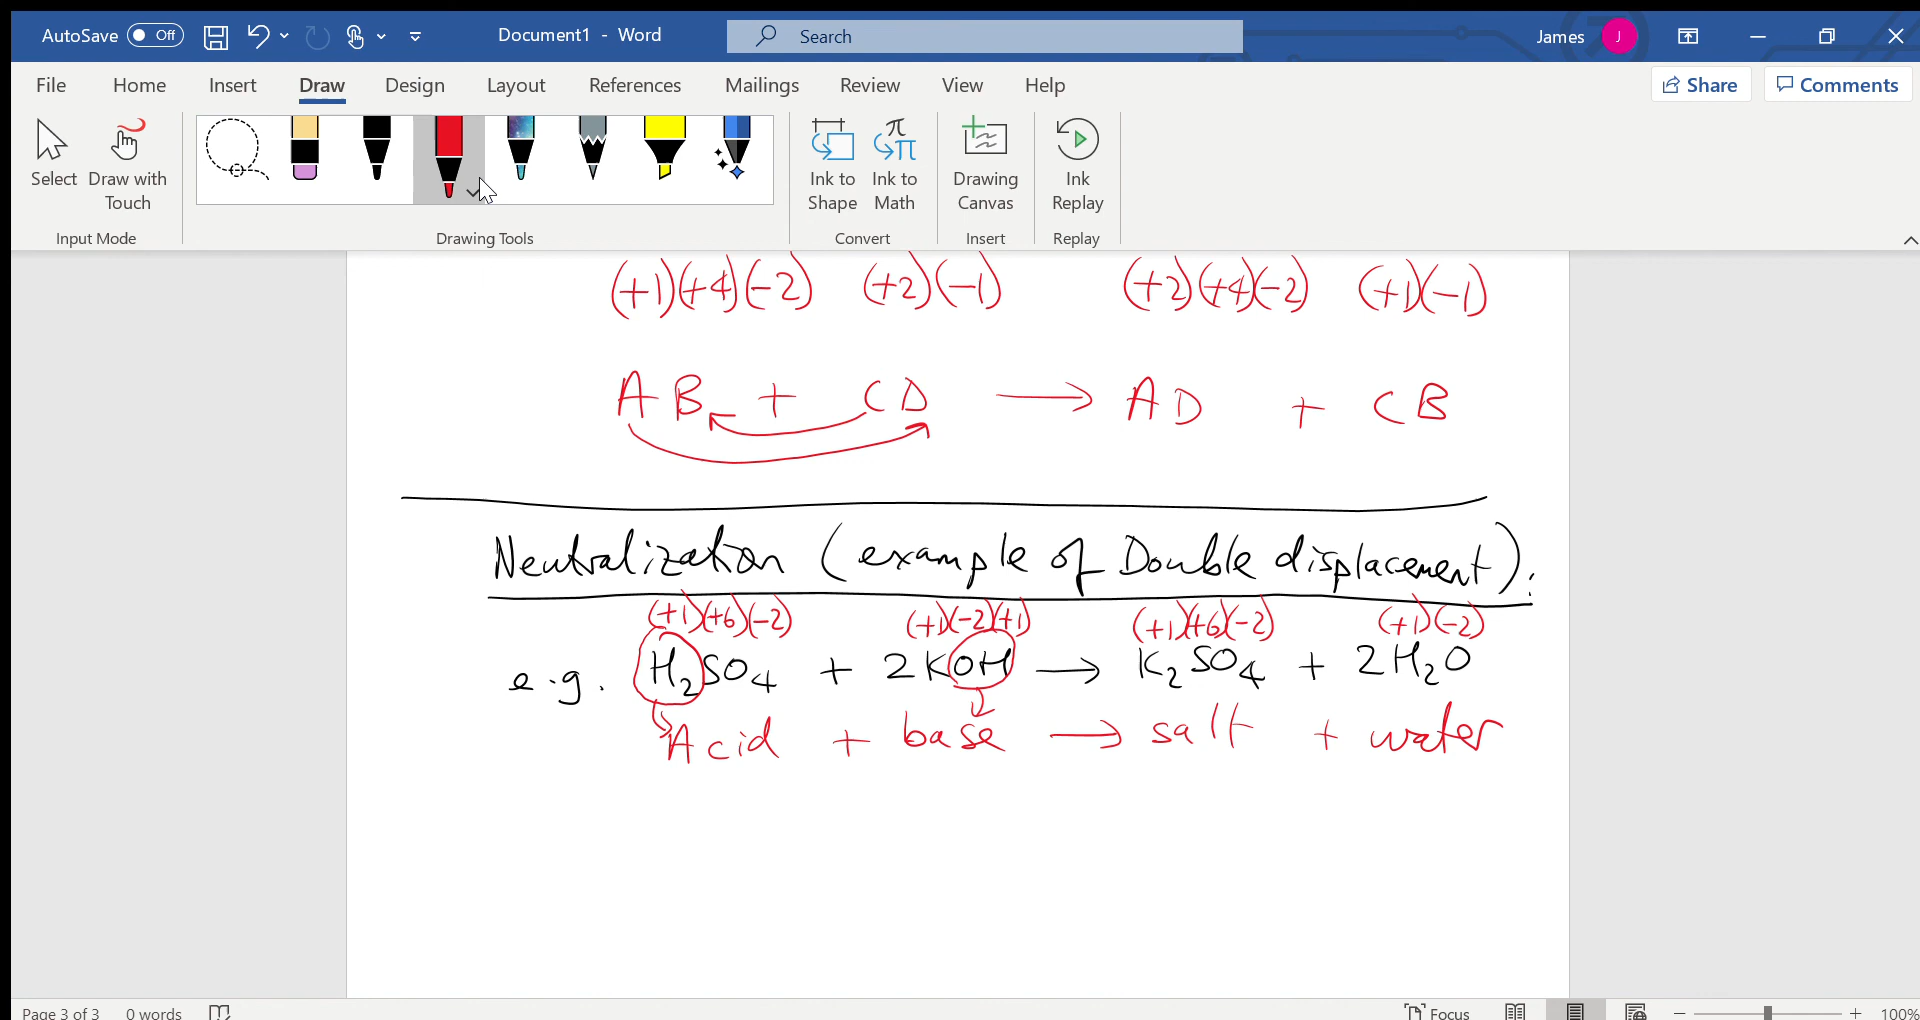 AutoSave Off Document1 - Word Search James J
File Home Insert Draw Design Layout References Mailings Review View Help Share Comments
Select Draw with Touch Ink to Shape Ink to Math Drawing Canvas Ink Replay
Input Mode Drawing Tools Convert Insert Replay
(+1)(+4)(-2) (+2)(-1) (+2)(+4)(-2) (+1)(-1)
AB + CD → AD + CB
Neutralization (example of Double displacement):
(+1)(+6)(-2) (+1)(-2)(+1) (+1)(+6)(-2) (+1)(-2)
e.g. H₂SO₄ + 2KOH → K₂SO₄ + 2H₂O
Acid + base → salt + water
Page 3 of 3 0 words Focus 100%